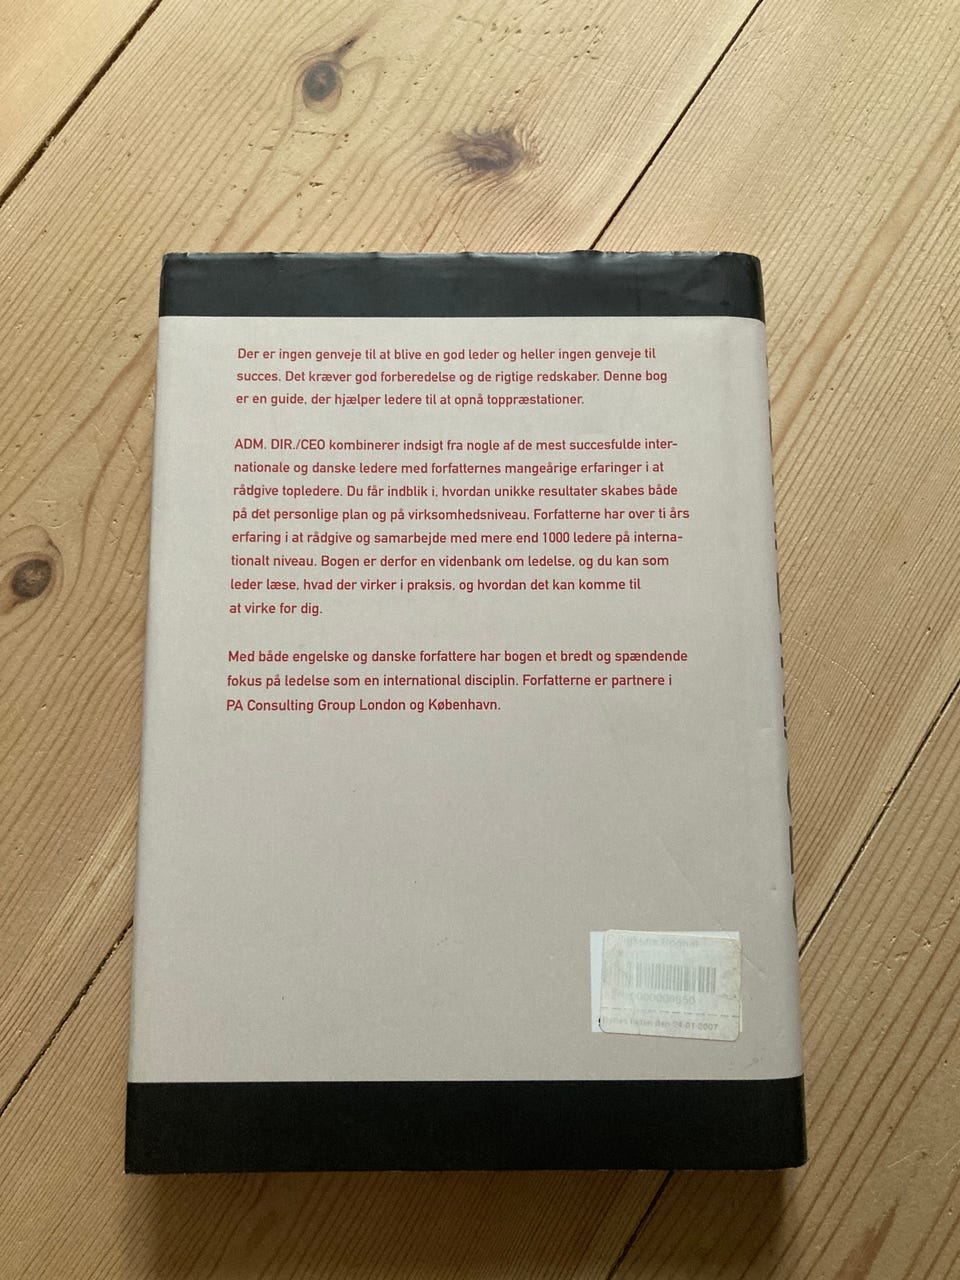 Der er ingen genveje til at blive en god leder og heller ingen genveje til
succes. Det kræver god forberedelse og de rigtige redskaber. Denne bog
er en guide, der hjælper ledere til at opnå toppræstationer.
ADM. DIR./CEO kombinerer indsigt fra nogle af de mest succesfulde inter-
nationale og danske ledere med forfatternes mangeårige erfaringer i at
rådgive topledere. Du får indblik i, hvordan unikke resultater skabes både
på det personlige plan og på virksomhedsniveau. Forfatterne har over ti års
erfaring i at rådgive og samarbejde med mere end 1000 ledere på interna-
tionalt niveau. Bogen er derfor en videnbank om ledelse, og du kan som
leder læse, hvad der virker i praksis, og hvordan det kan komme til
at virke for dig.
Med både engelske og danske forfattere har bogen et bredt og spændende
fokus på ledelse som en international disciplin. Forfatterne er partnere i
PA Consulting Group London og København.
den 24-01-2007